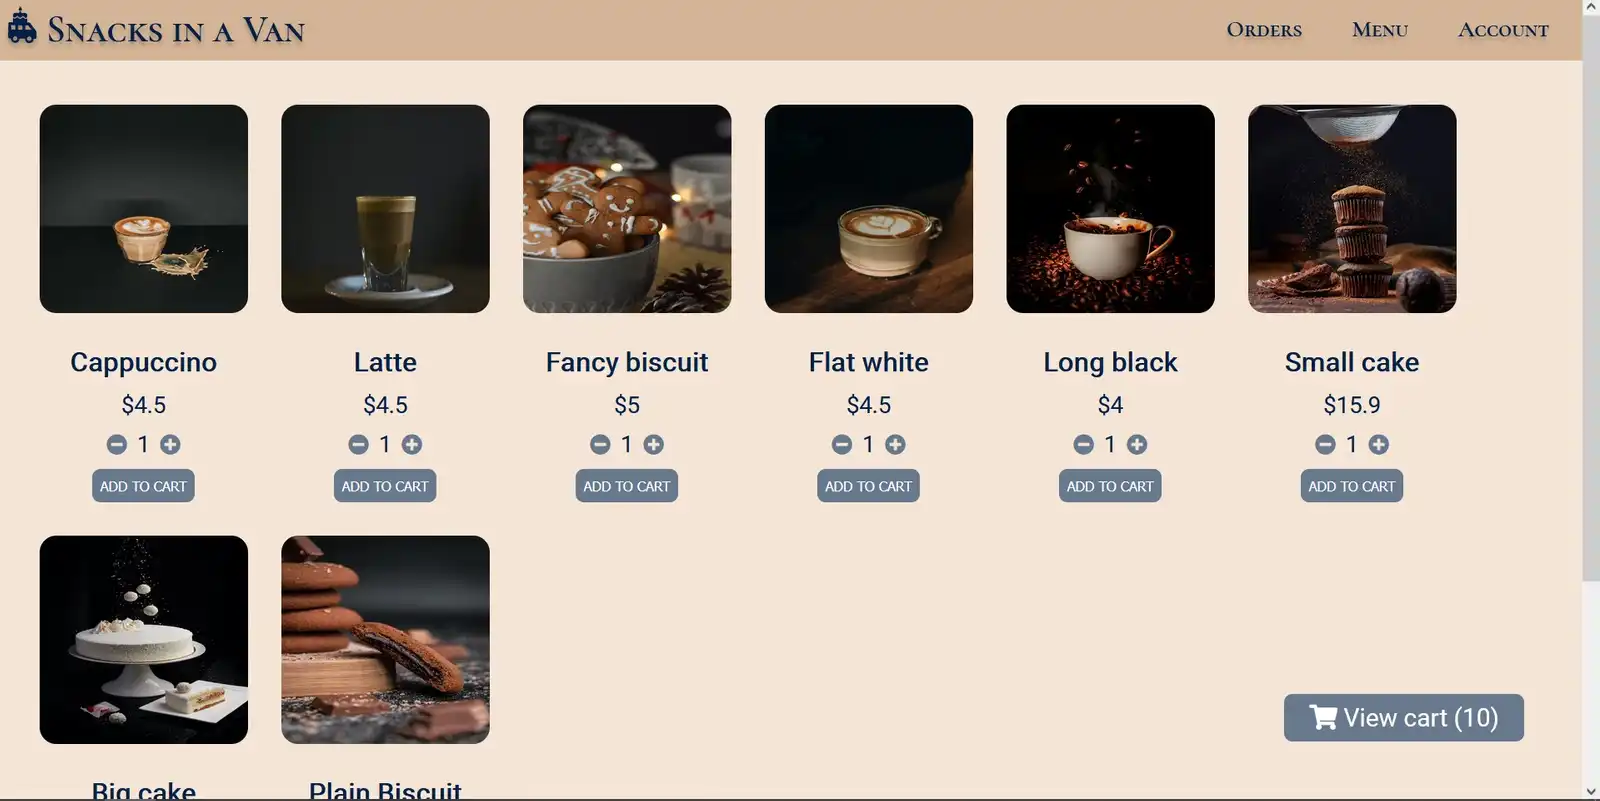 Snacks in a Van
Orders Menu Account
Cappuccino Latte Fancy biscuit Flat white Long black Small cake
$4.5 $4.5 $5 $4.5 $4 $15.9
1 1 1 1 1 1
ADD TO CART ADD TO CART ADD TO CART ADD TO CART ADD TO CART ADD TO CART
View cart (10)
Big cake Plain Biscuit